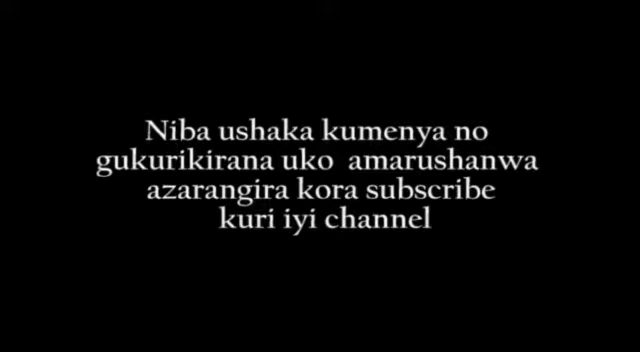 Niba ushaka kumenya no
gukurikirana uko amarushanwa
azarangira kora subscribe
kuri iyi channel